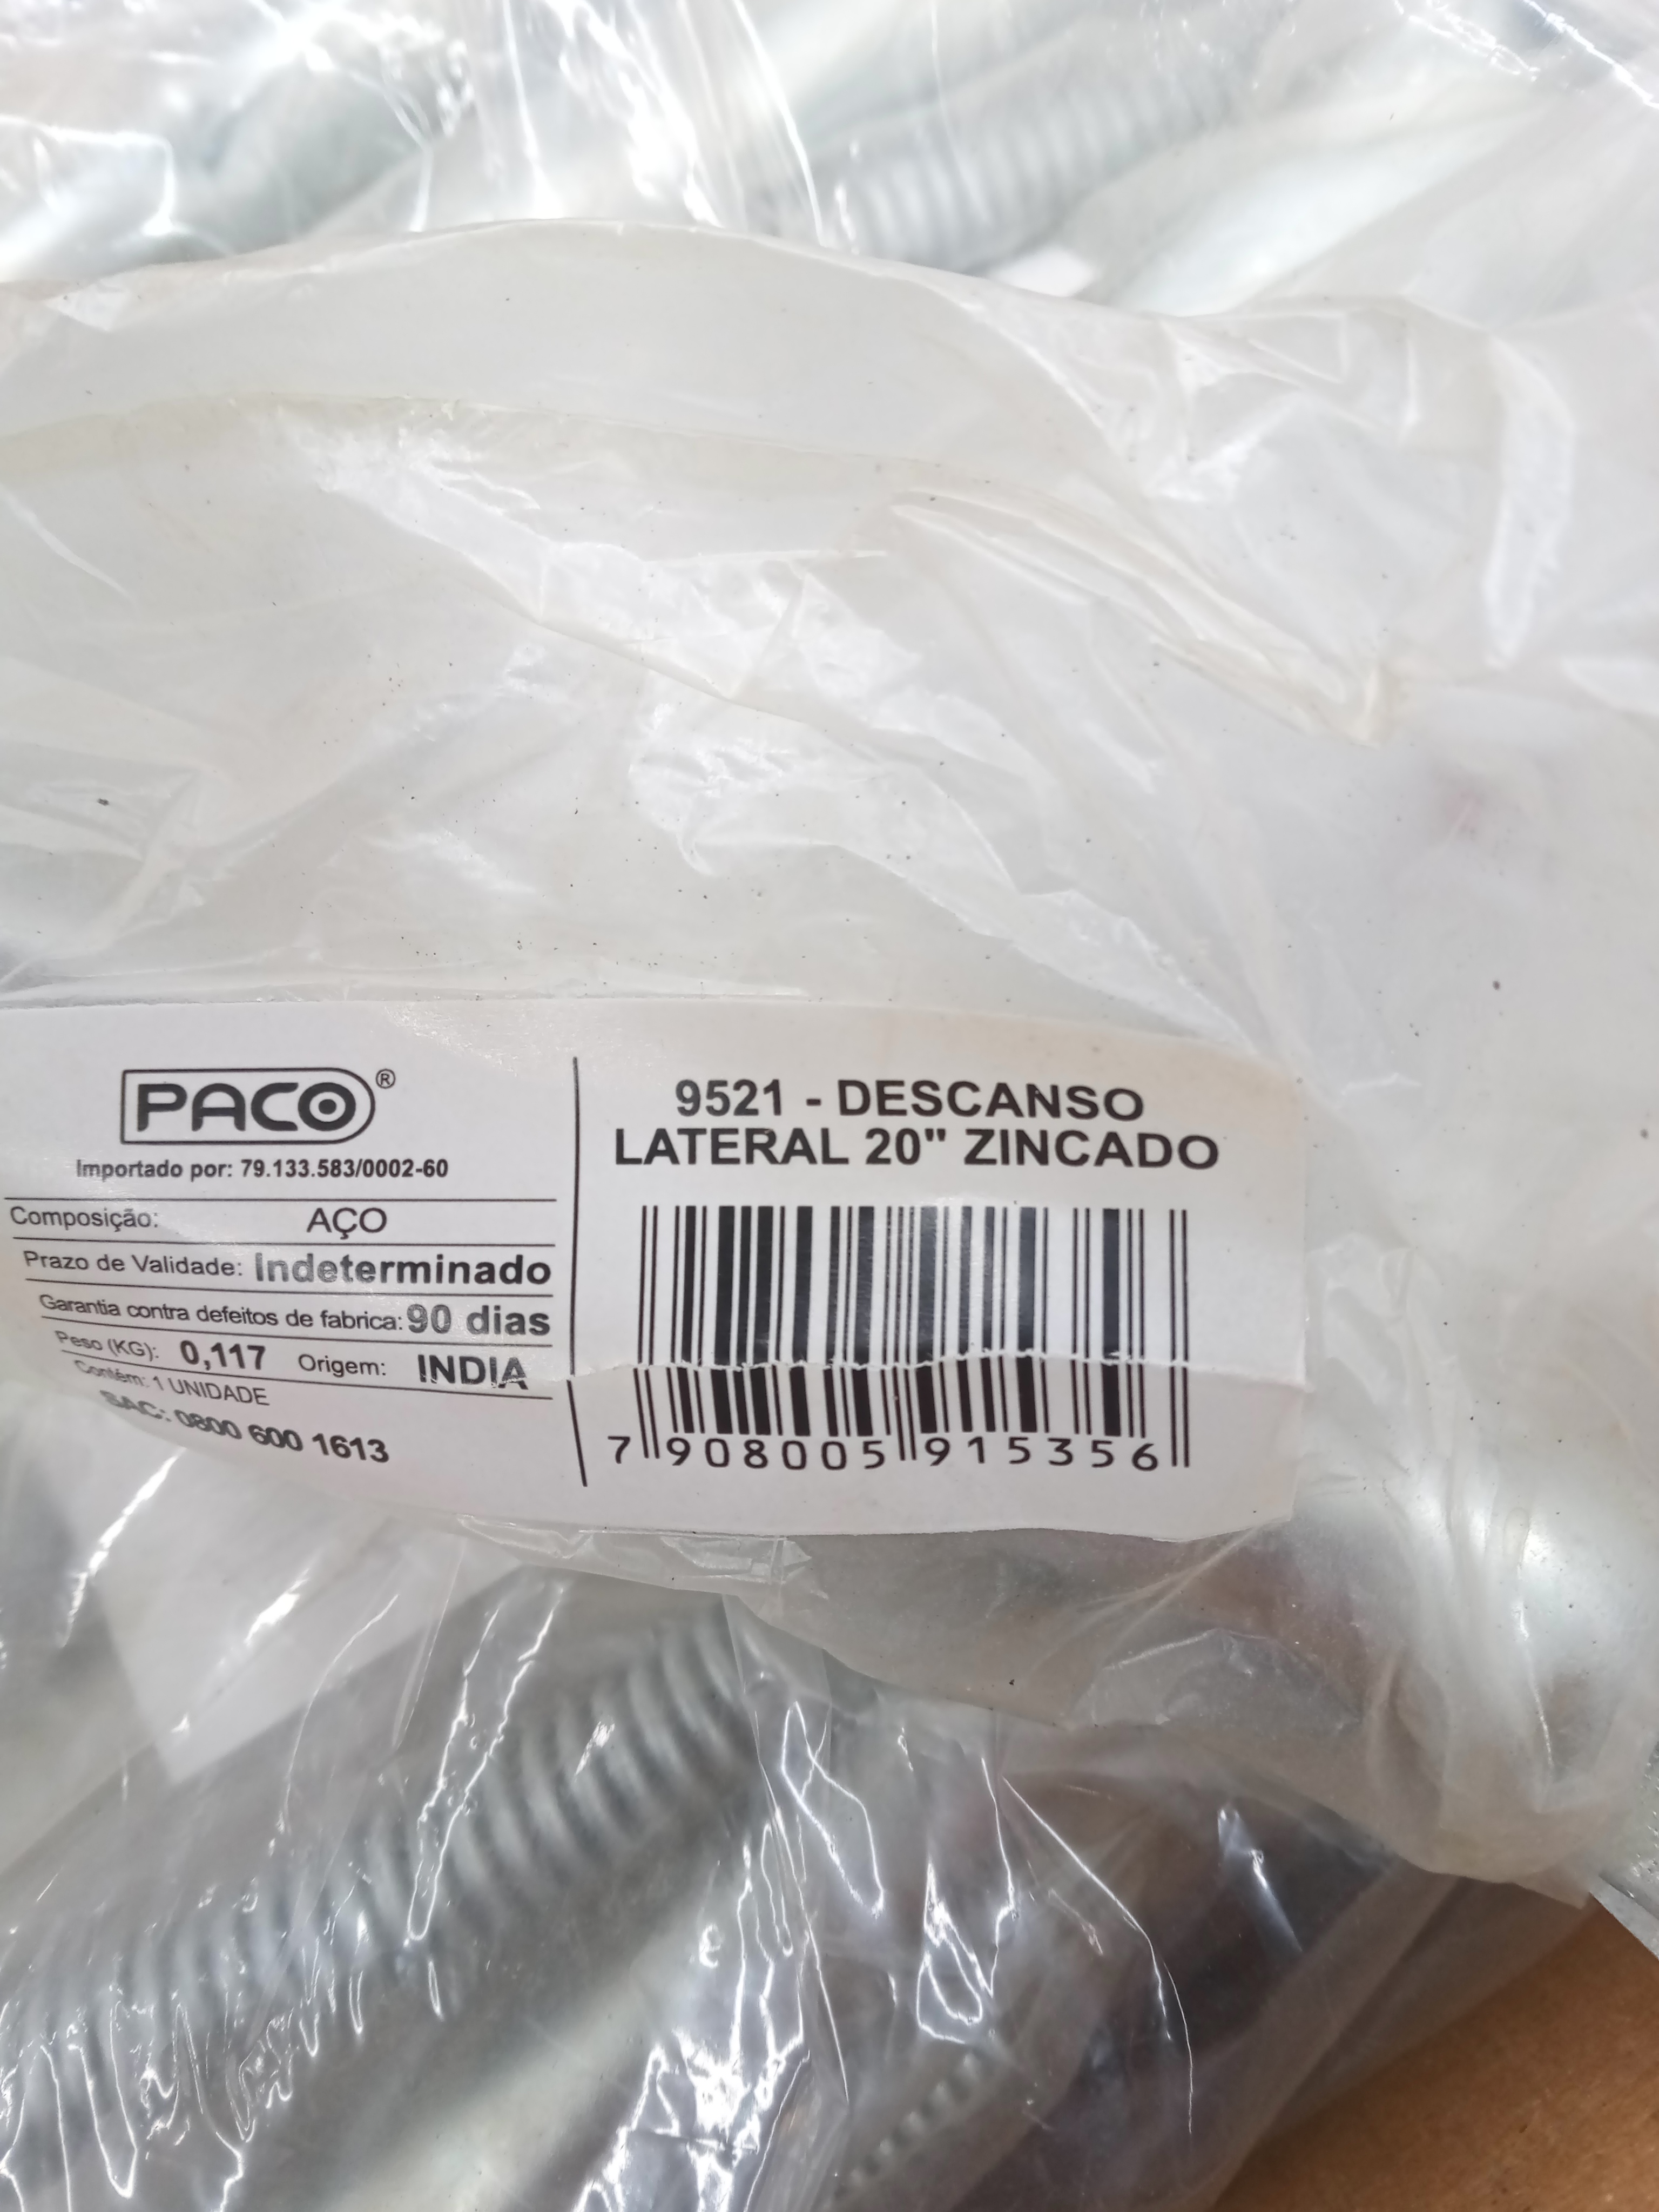 PACO®
Importado por: 79.133.583/0002-60
Composição: AÇO
Prazo de Validade: Indeterminado
Garantia contra defeitos de fabrica: 90 dias
Peso (KG): 0,117 Origem: INDIA
Contém: 1 UNIDADE
SAC: 0800 600 1613
9521 - DESCANSO
LATERAL 20" ZINCADO
7 908005 915356